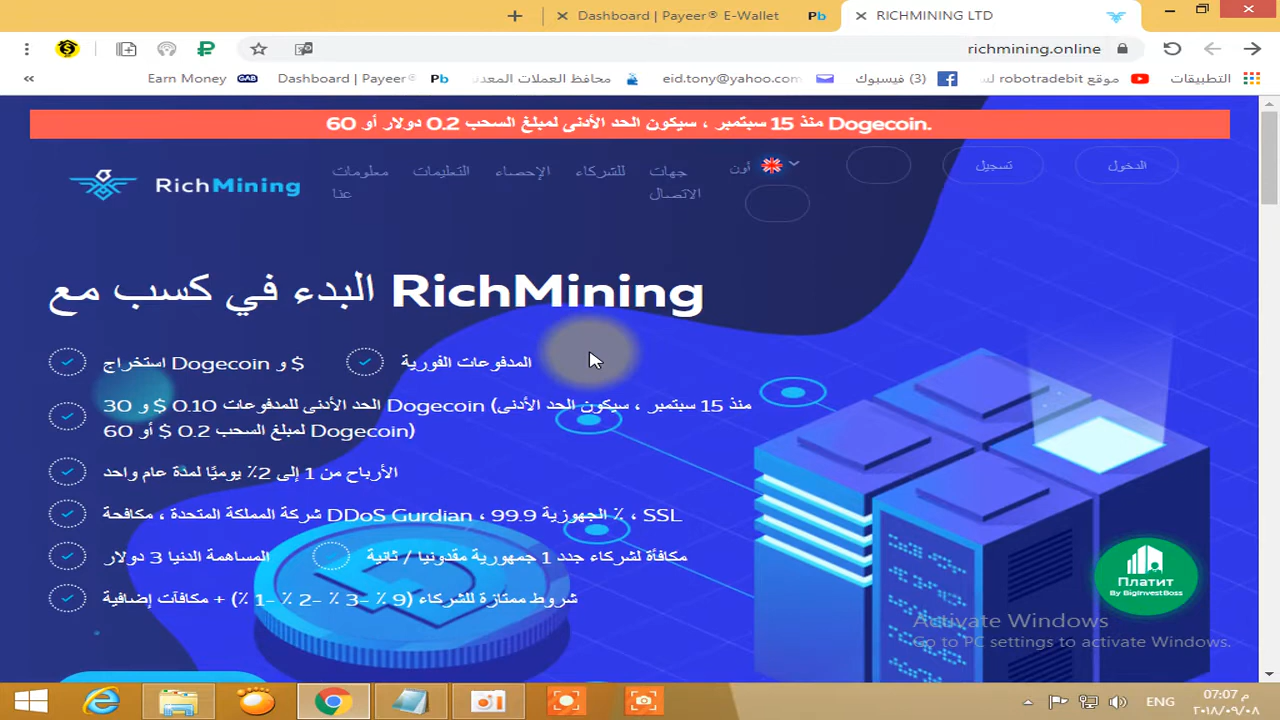 Dashboard | Payeer® E-Wallet
RICHMINING LTD
richmining.online
«
Earn Money
GAB
Dashboard | Payeer®
محافظ العملات المعدن
eid.tony@yahoo.com
(3) فيسبوك
موقع robotradebit لس
التطبيقات
منذ 15 سبتمبر ، سيكون الحد الأدنى لمبلغ السحب 0.2 دولار أو 60 Dogecoin.
RichMining
معلومات عنا
التعليمات
الإحصاء
للشركاء
جهات الاتصال
أون
تسجيل
الدخول
البدء في كسب مع RichMining
استخراج Dogecoin و $
المدفوعات الفورية
الحد الأدنى للمدفوعات 0.10 $ و 30 Dogecoin (منذ 15 سبتمبر ، سيكون الحد الأدنى
لمبلغ السحب 0.2 $ أو 60 Dogecoin)
الأرباح من 1 إلى 2٪ يوميًا لمدة عام واحد
شركة المملكة المتحدة ، مكافحة DDoS Gurdian ، 99.9 ٪ الجهوزية ، SSL
المساهمة الدنيا 3 دولار
مكافأة لشركاء جدد 1 جمهورية مقدونيا / ثانية
شروط ممتازة للشركاء (9 ٪ -3 ٪ -2 ٪ -1 ٪) + مكافآت إضافية
Платит
By BigInvestBoss
Activate Windows
Go to PC settings to activate Windows.
ENG
07:07 م
٢٠١٨/٠٩/٠٨